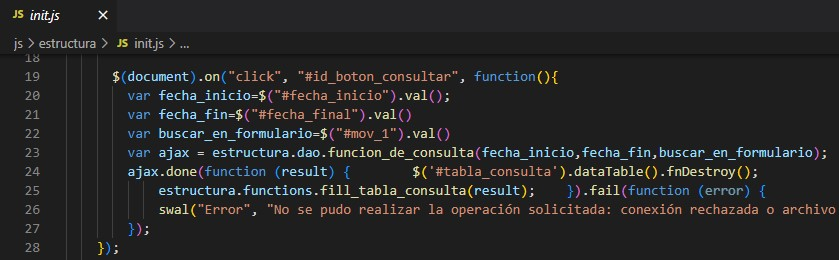 JS init.js ×
js > estructura > JS init.js > ...
18
19 $(document).on("click", "#id_boton_consultar", function(){
20 var fecha_inicio=$("#fecha_inicio").val();
21 var fecha_fin=$("#fecha_final").val()
22 var buscar_en_formulario=$("#mov_1").val()
23 var ajax = estructura.dao.funcion_de_consulta(fecha_inicio,fecha_fin,buscar_en_formulario);
24 ajax.done(function (result) { $('#tabla_consulta').dataTable().fnDestroy();
25 estructura.functions.fill_tabla_consulta(result); }).fail(function (error) {
26 swal("Error", "No se pudo realizar la operación solicitada: conexión rechazada o archivo
27 });
28 });